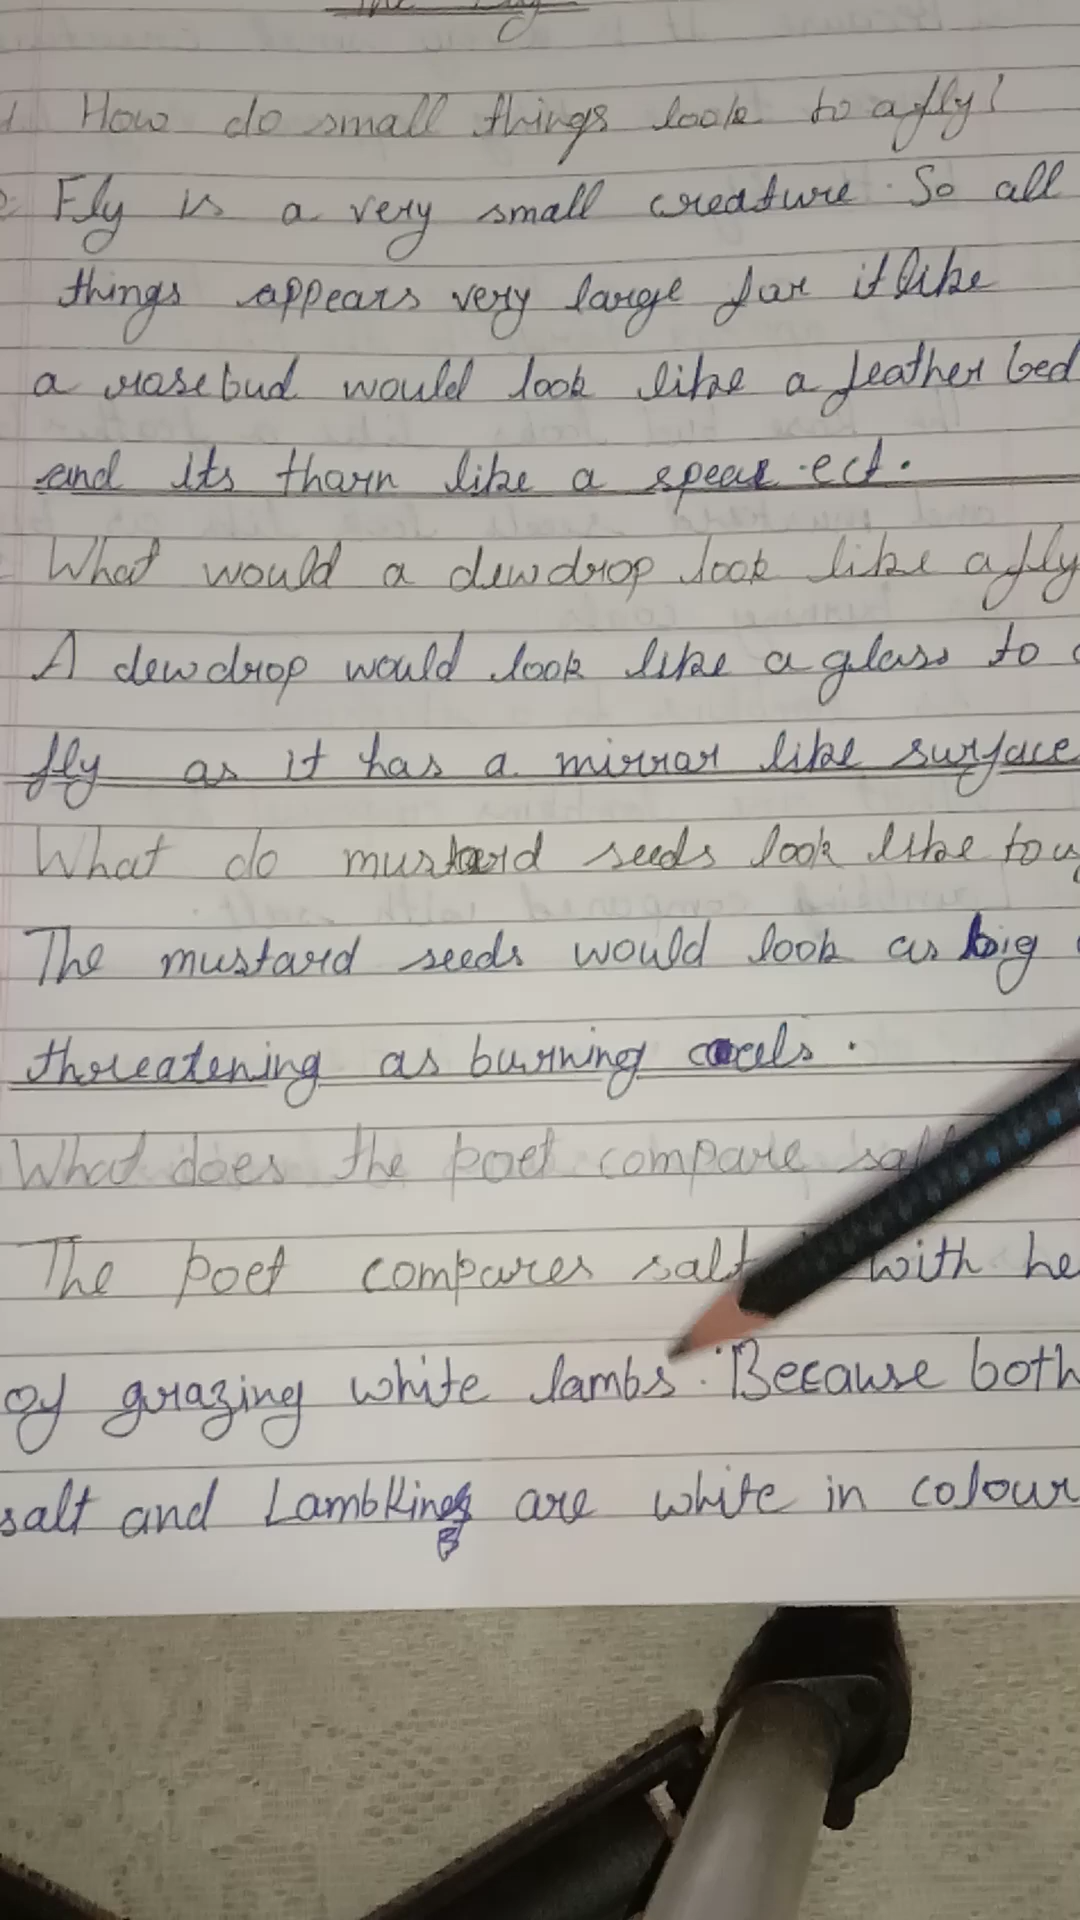 How do small things look to a fly?
Fly is a very small creature. So all
things appears very large for it like
a rosebud would look like a feather bed
and its thorn like a spear ect.
What would a dewdrop look like a fly
A dewdrop would look like a glass to
fly as it has a mirror like surface
What do mustard seeds look like to
The mustard seeds would look as big
threatening as burning coels.
What does the poet compare
The poet compares salt with he
of grazing white lambs. Because both
salt and Lambkings are white in colour